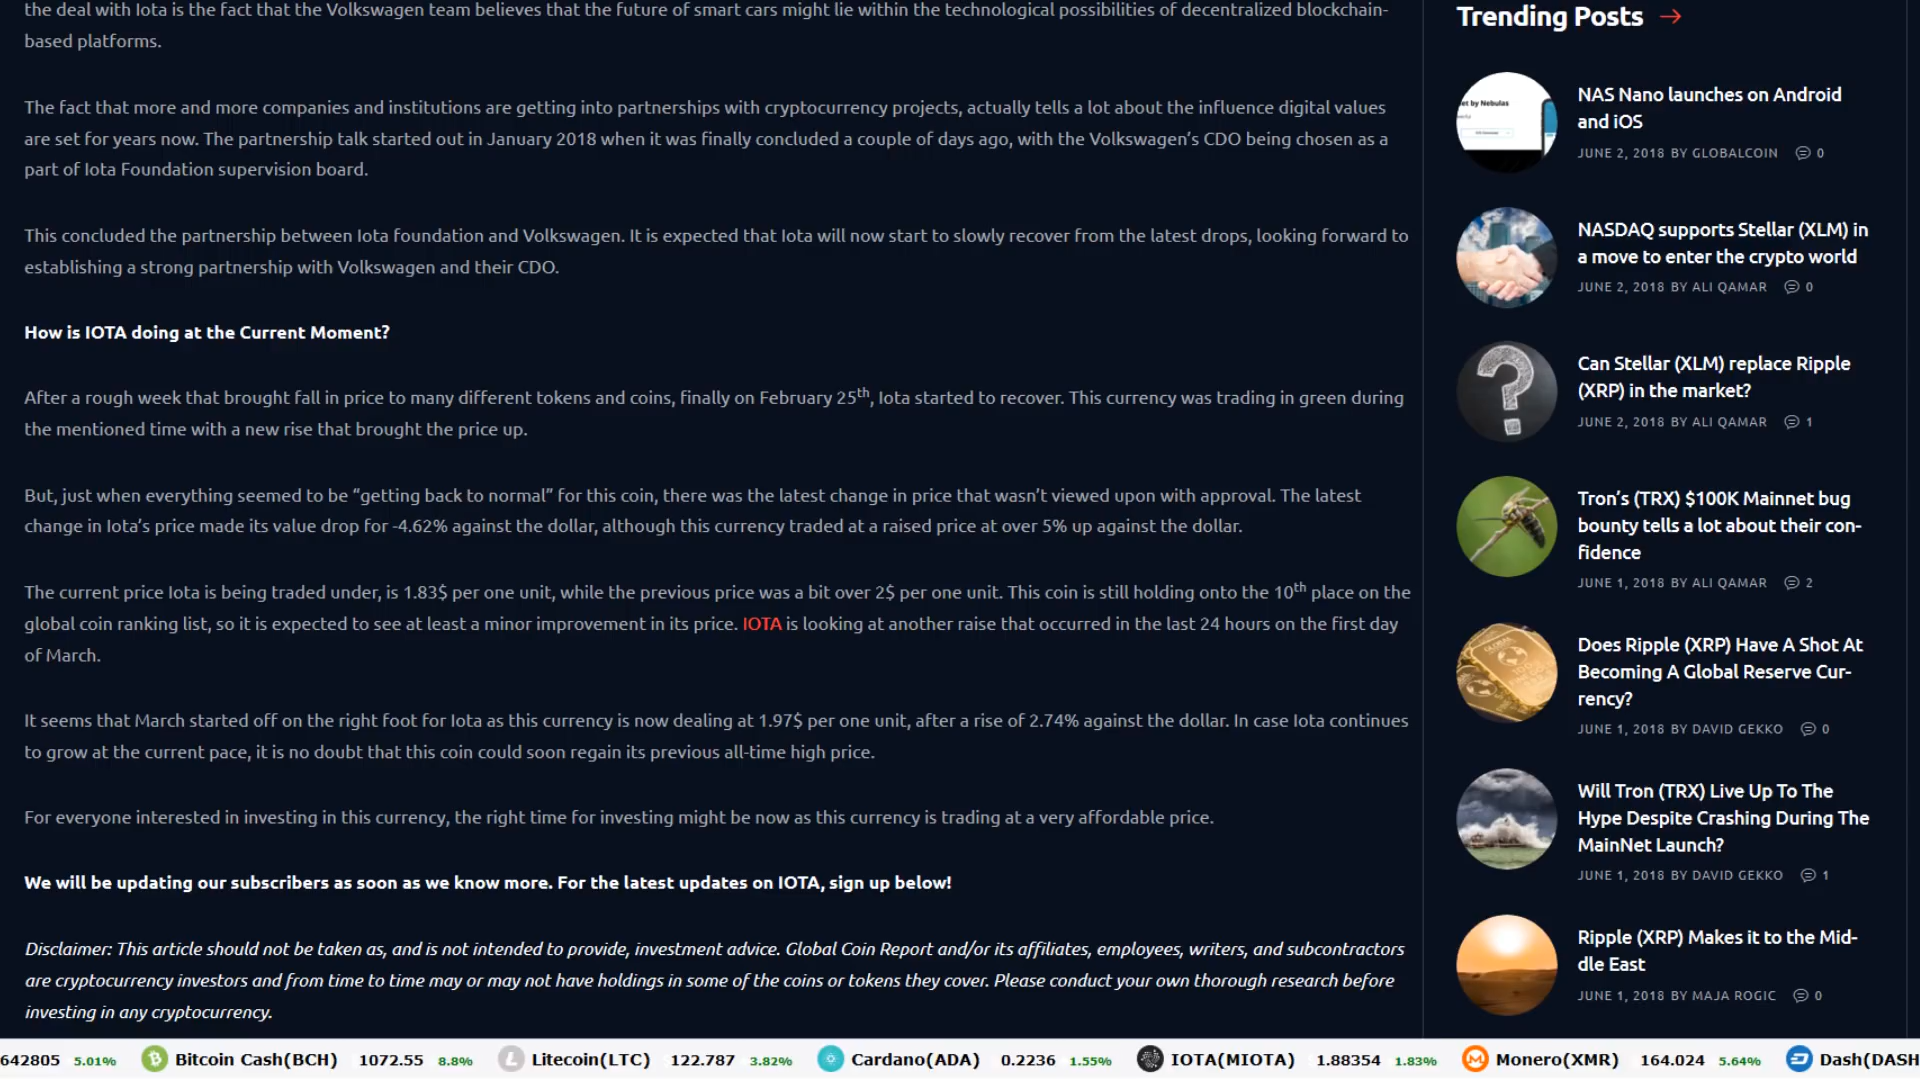 the deal with Iota is the fact that the Volkswagen team believes that the future of smart cars might lie within the technological possibilities of decentralized blockchain-
based platforms.
The fact that more and more companies and institutions are getting into partnerships with cryptocurrency projects, actually tells a lot about the influence digital values
are set for years now. The partnership talk started out in January 2018 when it was finally concluded a couple of days ago, with the Volkswagen’s CDO being chosen as a
part of Iota Foundation supervision board.
This concluded the partnership between Iota foundation and Volkswagen. It is expected that Iota will now start to slowly recover from the latest drops, looking forward to
establishing a strong partnership with Volkswagen and their CDO.
How is IOTA doing at the Current Moment?
After a rough week that brought fall in price to many different tokens and coins, finally on February 25th, Iota started to recover. This currency was trading in green during
the mentioned time with a new rise that brought the price up.
But, just when everything seemed to be “getting back to normal” for this coin, there was the latest change in price that wasn’t viewed upon with approval. The latest
change in Iota’s price made its value drop for -4.62% against the dollar, although this currency traded at a raised price at over 5% up against the dollar.
The current price Iota is being traded under, is 1.83$ per one unit, while the previous price was a bit over 2$ per one unit. This coin is still holding onto the 10th place on the
global coin ranking list, so it is expected to see at least a minor improvement in its price. IOTA is looking at another raise that occurred in the last 24 hours on the first day
of March.
It seems that March started off on the right foot for Iota as this currency is now dealing at 1.97$ per one unit, after a rise of 2.74% against the dollar. In case Iota continues
to grow at the current pace, it is no doubt that this coin could soon regain its previous all-time high price.
For everyone interested in investing in this currency, the right time for investing might be now as this currency is trading at a very affordable price.
We will be updating our subscribers as soon as we know more. For the latest updates on IOTA, sign up below!
Disclaimer: This article should not be taken as, and is not intended to provide, investment advice. Global Coin Report and/or its affiliates, employees, writers, and subcontractors
are cryptocurrency investors and from time to time may or may not have holdings in some of the coins or tokens they cover. Please conduct your own thorough research before
investing in any cryptocurrency.
Trending Posts
et by Nebulas
NAS Nano launches on Android
and iOS
JUNE 2, 2018 BY GLOBALCOIN 0
NASDAQ supports Stellar (XLM) in
a move to enter the crypto world
JUNE 2, 2018 BY ALI QAMAR 0
Can Stellar (XLM) replace Ripple
(XRP) in the market?
JUNE 2, 2018 BY ALI QAMAR 1
Tron’s (TRX) $100K Mainnet bug
bounty tells a lot about their con-
fidence
JUNE 1, 2018 BY ALI QAMAR 2
Does Ripple (XRP) Have A Shot At
Becoming A Global Reserve Cur-
rency?
JUNE 1, 2018 BY DAVID GEKKO 0
Will Tron (TRX) Live Up To The
Hype Despite Crashing During The
MainNet Launch?
JUNE 1, 2018 BY DAVID GEKKO 1
Ripple (XRP) Makes it to the Mid-
dle East
JUNE 1, 2018 BY MAJA ROGIC 0
642805 5.01% Bitcoin Cash(BCH) 1072.55 8.8% Litecoin(LTC) 122.787 3.82% Cardano(ADA) 0.2236 1.55% IOTA(MIOTA) 1.88354 1.83% Monero(XMR) 164.024 5.64% Dash(DASH